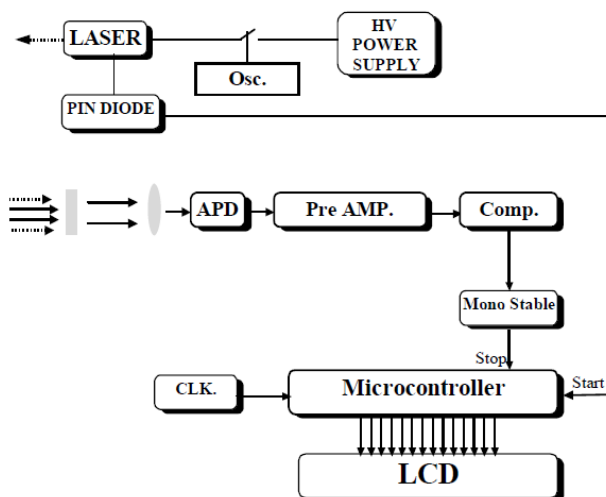 LASER
HV
POWER
SUPPLY
Osc.
PIN DIODE
APD
Pre AMP.
Comp.
Mono Stable
Stop
Start
CLK.
Microcontroller
LCD